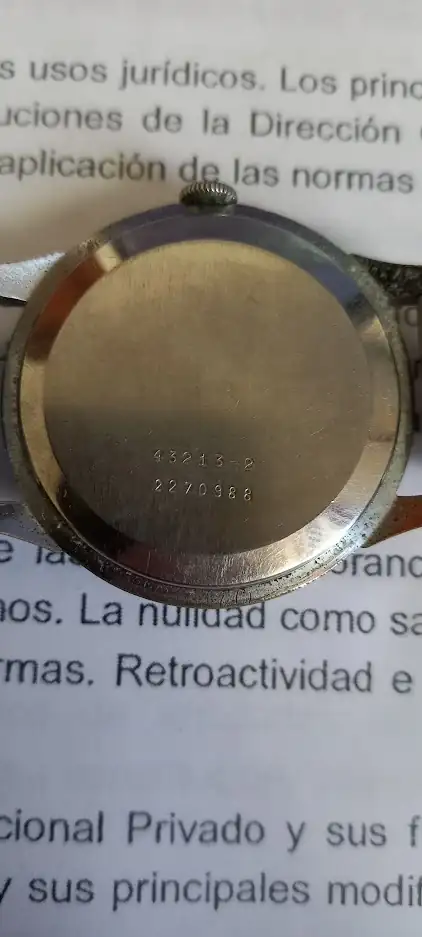 s usos jurídicos. Los princ
uciones de la Dirección
aplicación de las normas
43213-2
2270988
e la
nos. La nulidad como sa
rmas. Retroactividad e
cional Privado y sus f
y sus principales modif